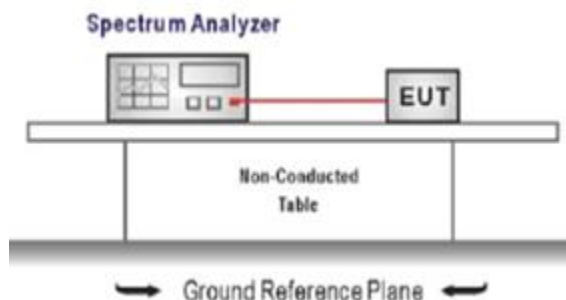 Spectrum Analyzer
EUT
Non-Conducted
Table
Ground Reference Plane